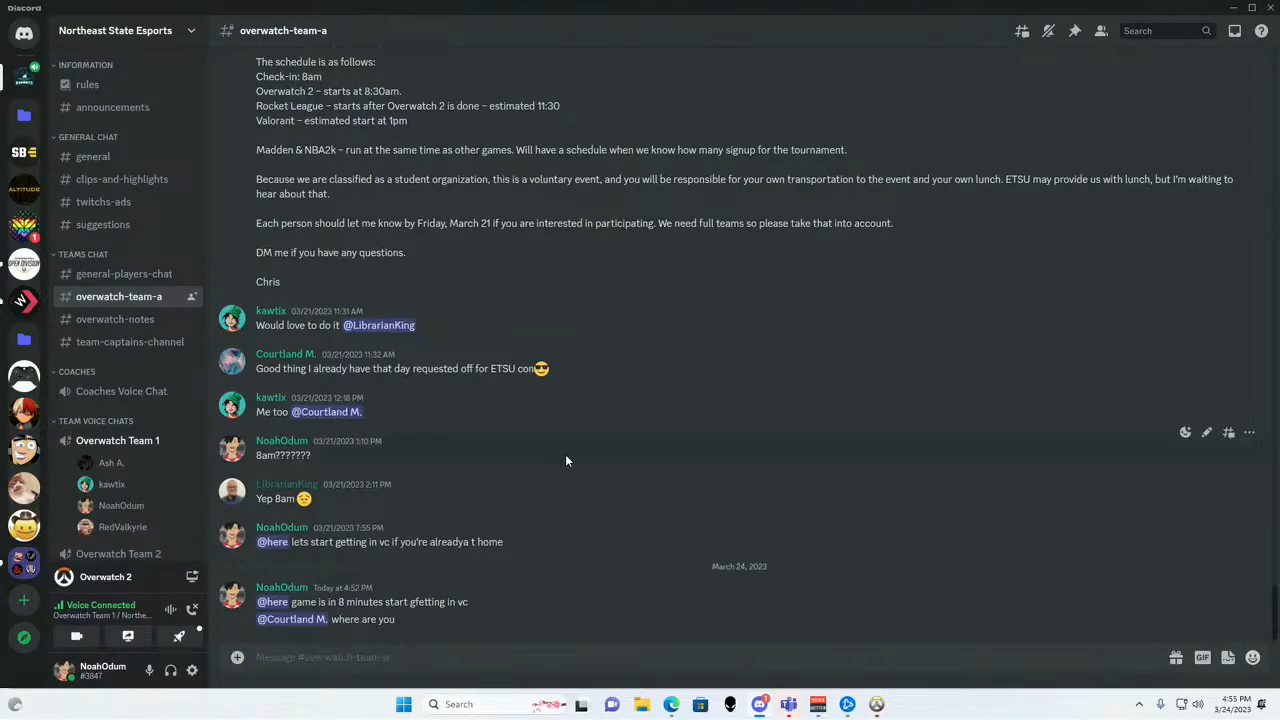 Discord
Northeast State Esports
overwatch-team-a
Search
INFORMATION
rules
announcements
GENERAL CHAT
general
clips-and-highlights
twitchs-ads
suggestions
TEAMS CHAT
general-players-chat
overwatch-team-a
overwatch-notes
team-captains-channel
COACHES
Coaches Voice Chat
TEAM VOICE CHATS
Overwatch Team 1
Ash A.
kawtix
NoahOdum
RedValkyrie
Overwatch Team 2
Overwatch 2
Voice Connected
Overwatch Team 1 / Northe...
NoahOdum
#3847
SB
ALTITUDE
1
OPEN DIVISION
The schedule is as follows:
Check-in: 8am
Overwatch 2 – starts at 8:30am.
Rocket League – starts after Overwatch 2 is done – estimated 11:30
Valorant – estimated start at 1pm
Madden & NBA2k – run at the same time as other games. Will have a schedule when we know how many signup for the tournament.
Because we are classified as a student organization, this is a voluntary event, and you will be responsible for your own transportation to the event and your own lunch. ETSU may provide us with lunch, but I'm waiting to
hear about that.
Each person should let me know by Friday, March 21 if you are interested in participating. We need full teams so please take that into account.
DM me if you have any questions.
Chris
kawtix 03/21/2023 11:31 AM
Would love to do it @LibrarianKing
Courtland M. 03/21/2023 11:32 AM
Good thing I already have that day requested off for ETSU con😎
kawtix 03/21/2023 12:18 PM
Me too @Courtland M.
NoahOdum 03/21/2023 1:10 PM
8am???????
LibrarianKing 03/21/2023 2:11 PM
Yep 8am 😔
NoahOdum 03/21/2023 7:55 PM
@here lets start getting in vc if you're alreadya t home
March 24, 2023
NoahOdum Today at 4:52 PM
@here game is in 8 minutes start gfetting in vc
@Courtland M. where are you
Message #overwatch-team-a
GIF
Search
1
4:55 PM
3/24/2023